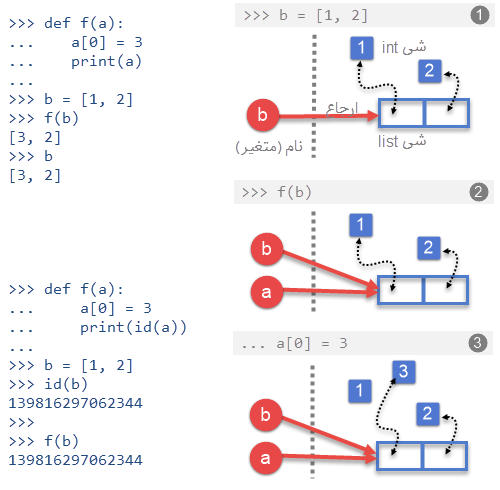 >>> def f(a):
...     a[0] = 3
...     print(a)
...
>>> b = [1, 2]
>>> f(b)
[3, 2]
>>> b
[3, 2]
>>> def f(a):
...     a[0] = 3
...     print(id(a))
...
>>> b = [1, 2]
>>> id(b)
139816297062344
>>>
>>> f(b)
139816297062344
>>> b = [1, 2] 1
1
شی int
2
b
ارجاع
نام (متغیر)
شی list
>>> f(b) 2
1
2
b
a
... a[0] = 3 3
3
1
2
b
a